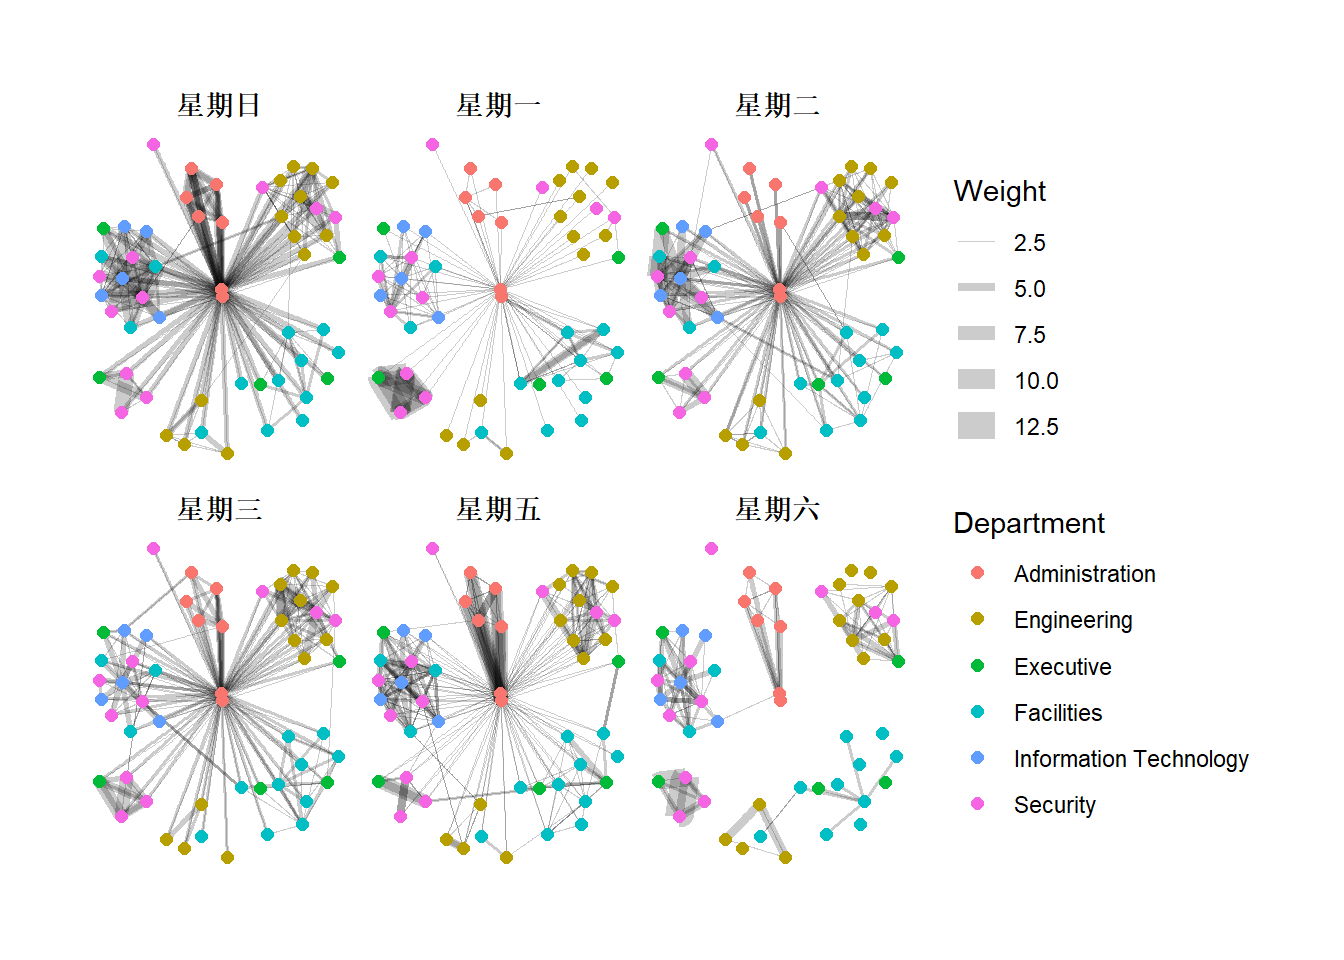 星期日
星期一
星期二
星期三
星期五
星期六
Weight
2.5
5.0
7.5
10.0
12.5
Department
Administration
Engineering
Executive
Facilities
Information Technology
Security